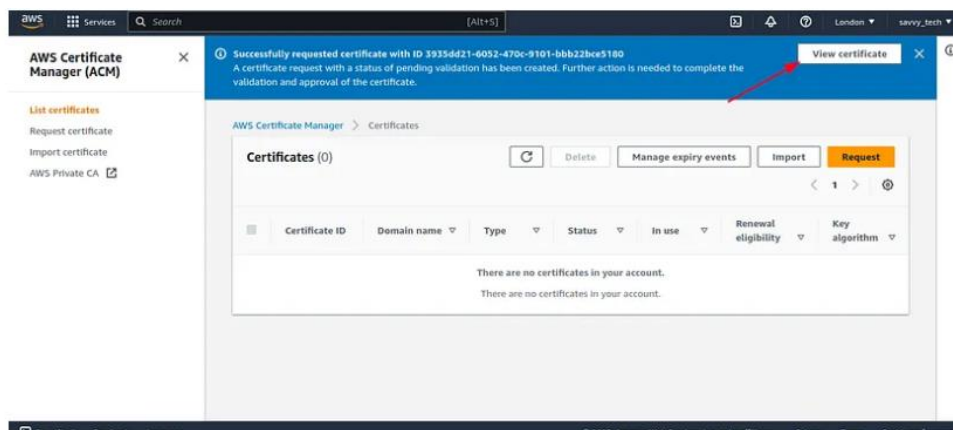 aws Services Search [Alt+S] London savvy_tech
AWS Certificate
Manager (ACM)
List certificates
Request certificate
Import certificate
AWS Private CA
Successfully requested certificate with ID 3935dd21-6052-470c-9101-bbb22bce5180
A certificate request with a status of pending validation has been created. Further action is needed to complete the
validation and approval of the certificate.
View certificate
AWS Certificate Manager > Certificates
Certificates (0)
Delete Manage expiry events Import Request
1
Certificate ID Domain name Type Status In use Renewal eligibility Key algorithm
There are no certificates in your account.
There are no certificates in your account.